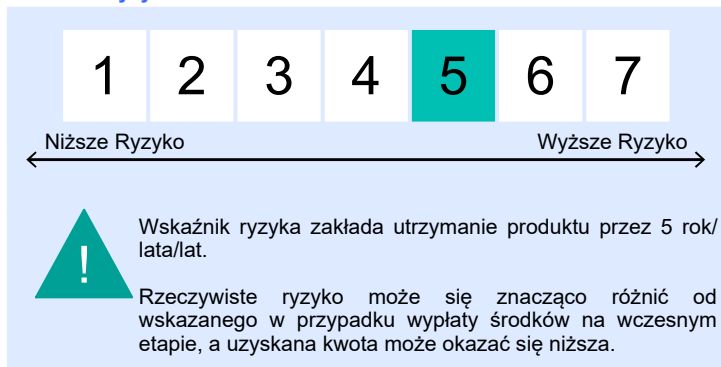 1 2 3 4 5 6 7
Niższe Ryzyko Wyższe Ryzyko
!
Wskaźnik ryzyka zakłada utrzymanie produktu przez 5 rok/
lata/lat.
Rzeczywiste ryzyko może się znacząco różnić od
wskazanego w przypadku wypłaty środków na wczesnym
etapie, a uzyskana kwota może okazać się niższa.